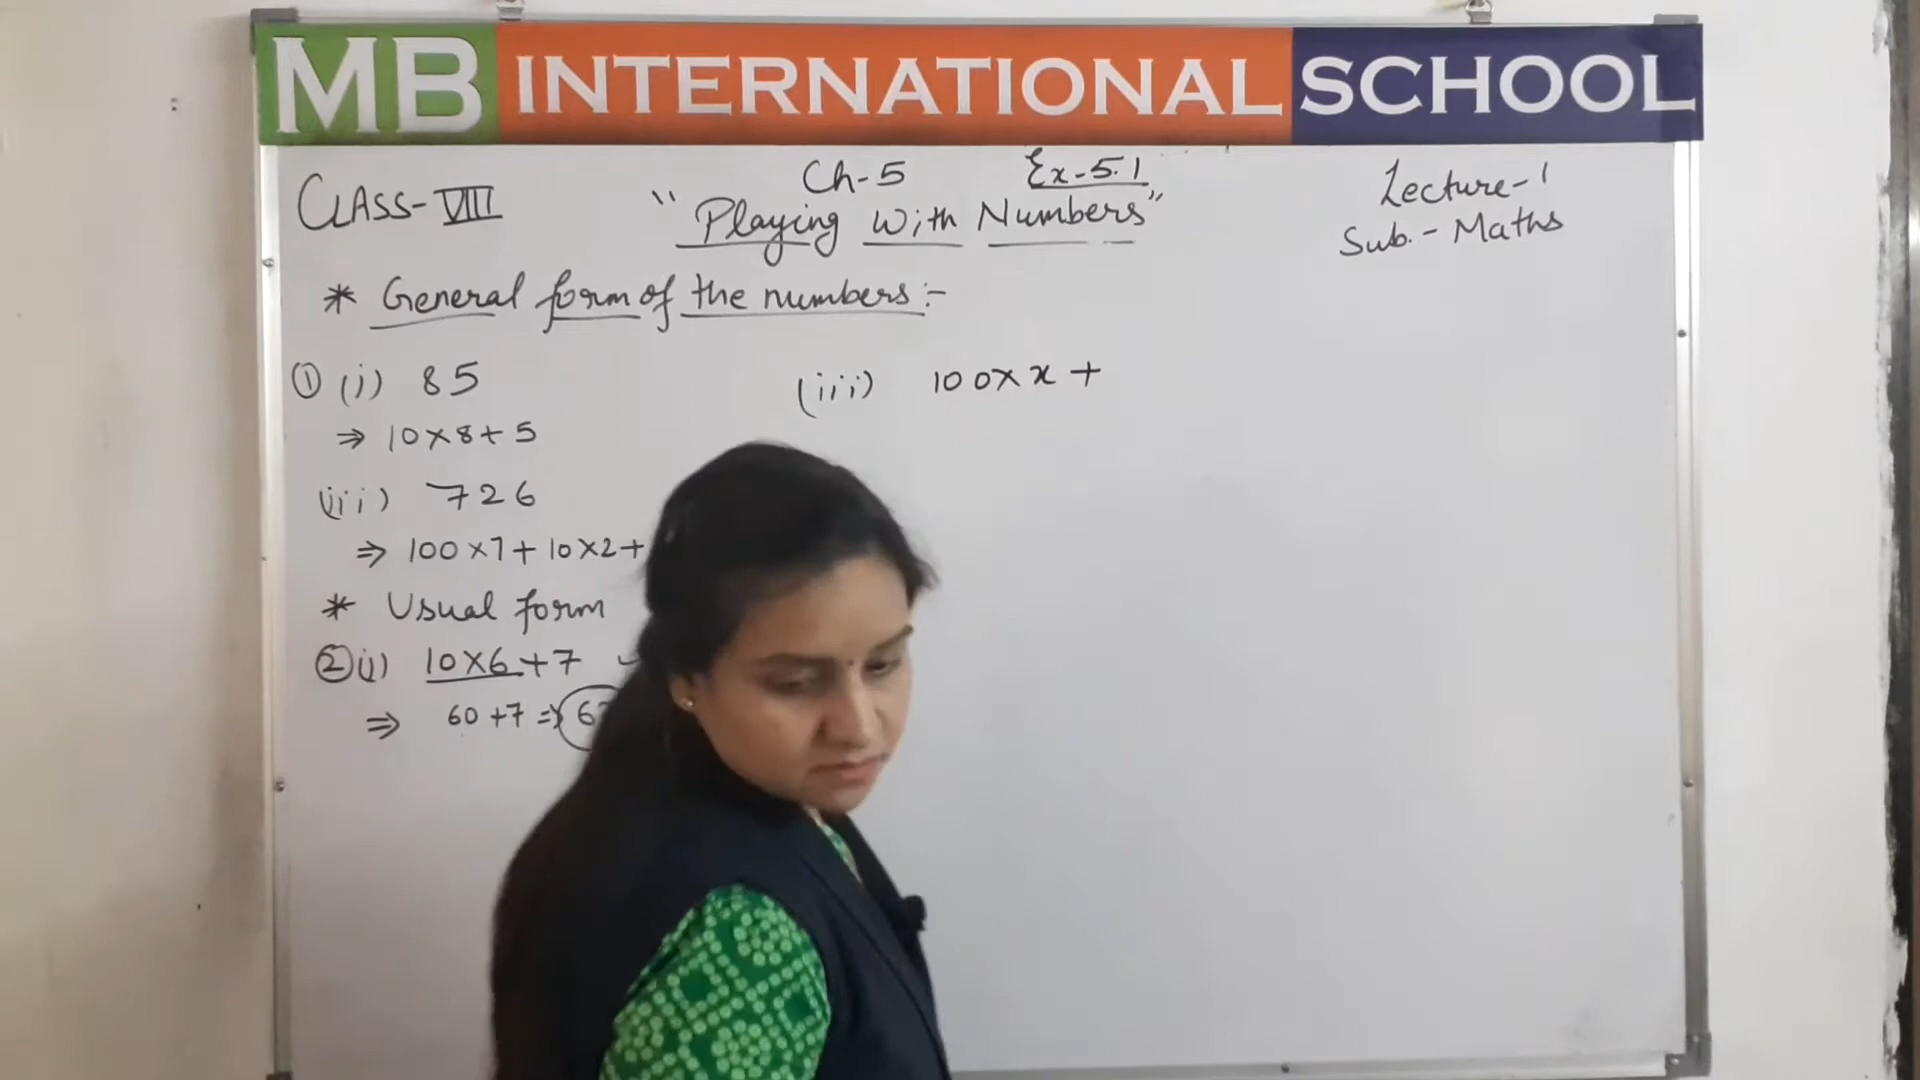 MB INTERNATIONAL SCHOOL
CLASS-VIII
Ch-5 Ex-5.1
"Playing with Numbers"
Lecture-1
Sub.- Maths
* General form of the numbers:-
① (i) 85
⇒ 10×8+5
(iii) 726
⇒ 100×7+10×2+
* Usual form
② (i) 10×6+7
⇒ 60+7 ⇒ 6
(iii) 100×x+